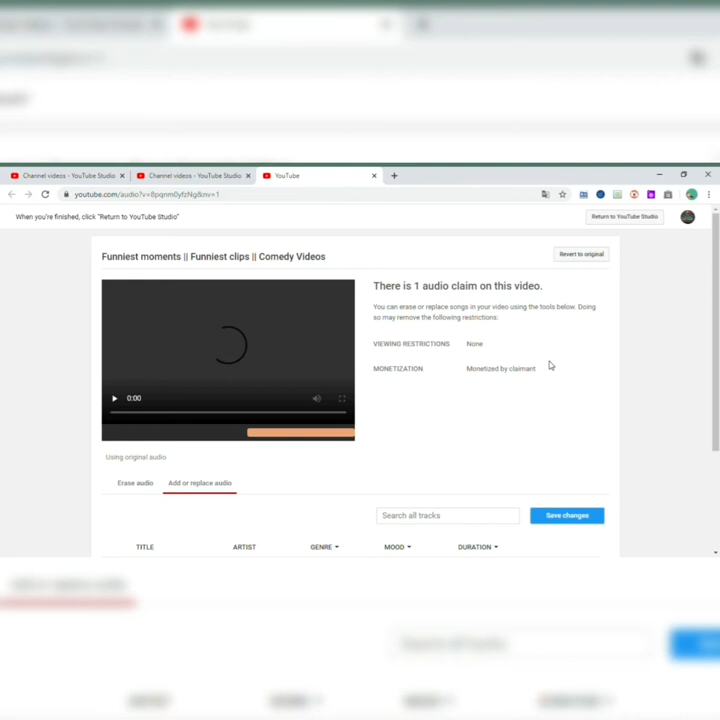 Channel videos - YouTube Studio
Channel videos - YouTube Studio
YouTube
youtube.com/audio?v=8pqnm0yfzNg&nv=1
When you're finished, click "Return to YouTube Studio"
Return to YouTube Studio
Funniest moments || Funniest clips || Comedy Videos
Revert to original
There is 1 audio claim on this video.
You can erase or replace songs in your video using the tools below. Doing
so may remove the following restrictions:
VIEWING RESTRICTIONS None
MONETIZATION Monetized by claimant
0:00
Using original audio
Erase audio Add or replace audio
Search all tracks Save changes
TITLE ARTIST GENRE MOOD DURATION